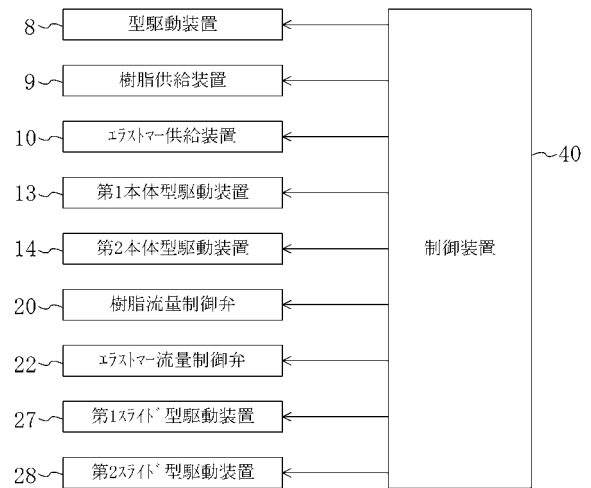 8 型駆動装置
9 樹脂供給装置
10 ｴﾗｽﾄﾏｰ供給装置
40
13 第1本体型駆動装置
14 第2本体型駆動装置
制御装置
20 樹脂流量制御弁
22 ｴﾗｽﾄﾏｰ流量制御弁
27 第1ｽﾗｲﾄﾞ型駆動装置
28 第2ｽﾗｲﾄﾞ型駆動装置